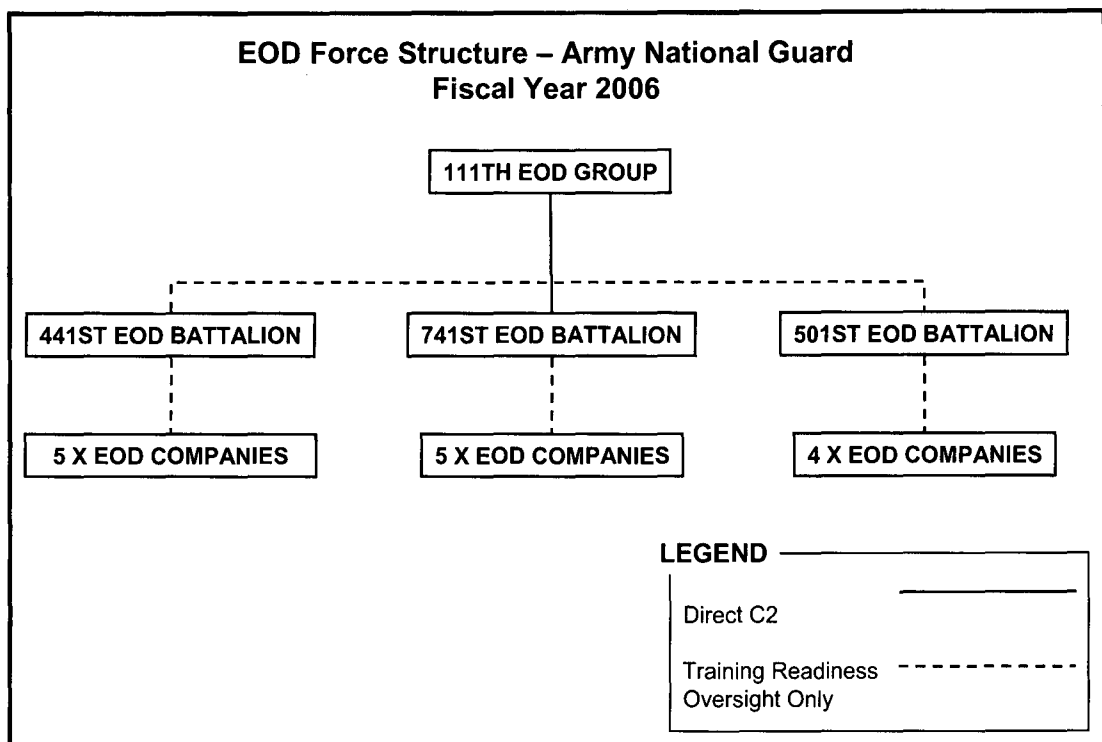 EOD Force Structure – Army National Guard
Fiscal Year 2006
111TH EOD GROUP
441ST EOD BATTALION
741ST EOD BATTALION
501ST EOD BATTALION
5 X EOD COMPANIES
5 X EOD COMPANIES
4 X EOD COMPANIES
LEGEND
Direct C2
Training Readiness
Oversight Only